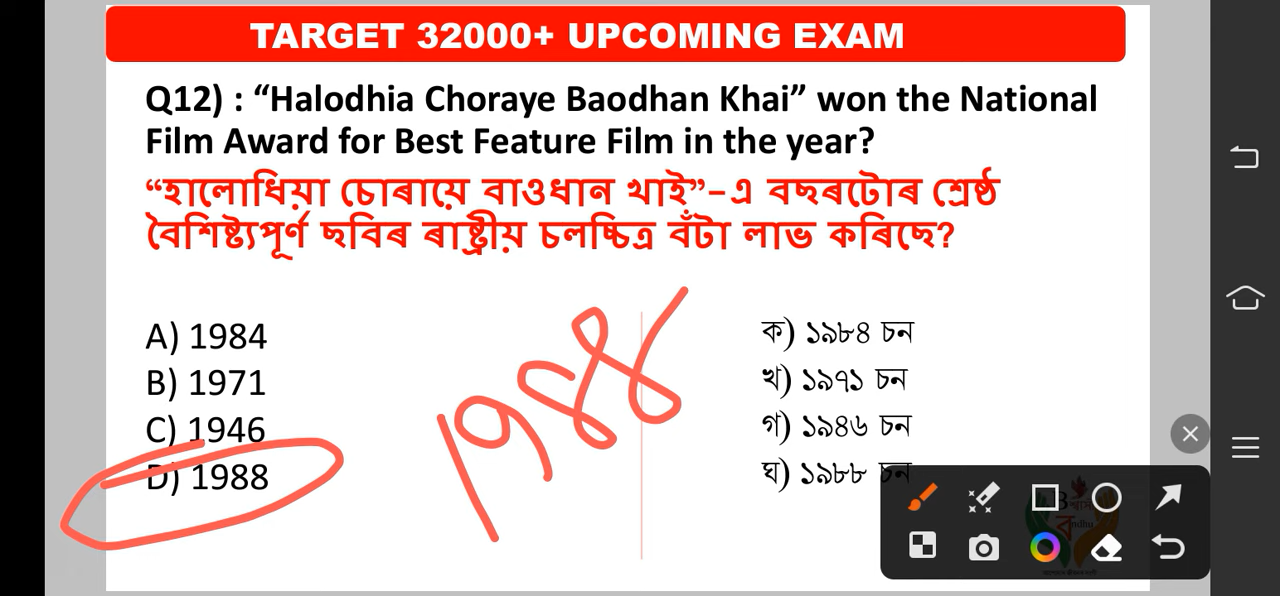 TARGET 32000+ UPCOMING EXAM
Q12) : “Halodhia Choraye Baodhan Khai” won the National
Film Award for Best Feature Film in the year?
“হালোধিয়া চোৰায়ে বাওধান খাই”–এ বছৰটোৰ শ্ৰেষ্ঠ
বৈশিষ্ট্যপূৰ্ণ ছবিৰ ৰাষ্ট্ৰীয় চলচ্চিত্ৰ বঁটা লাভ কৰিছে?
A) 1984
B) 1971
C) 1946
D) 1988
1988
ক) ১৯৮৪ চন
খ) ১৯৭১ চন
গ) ১৯৪৬ চন
ঘ) ১৯৮৮ চন